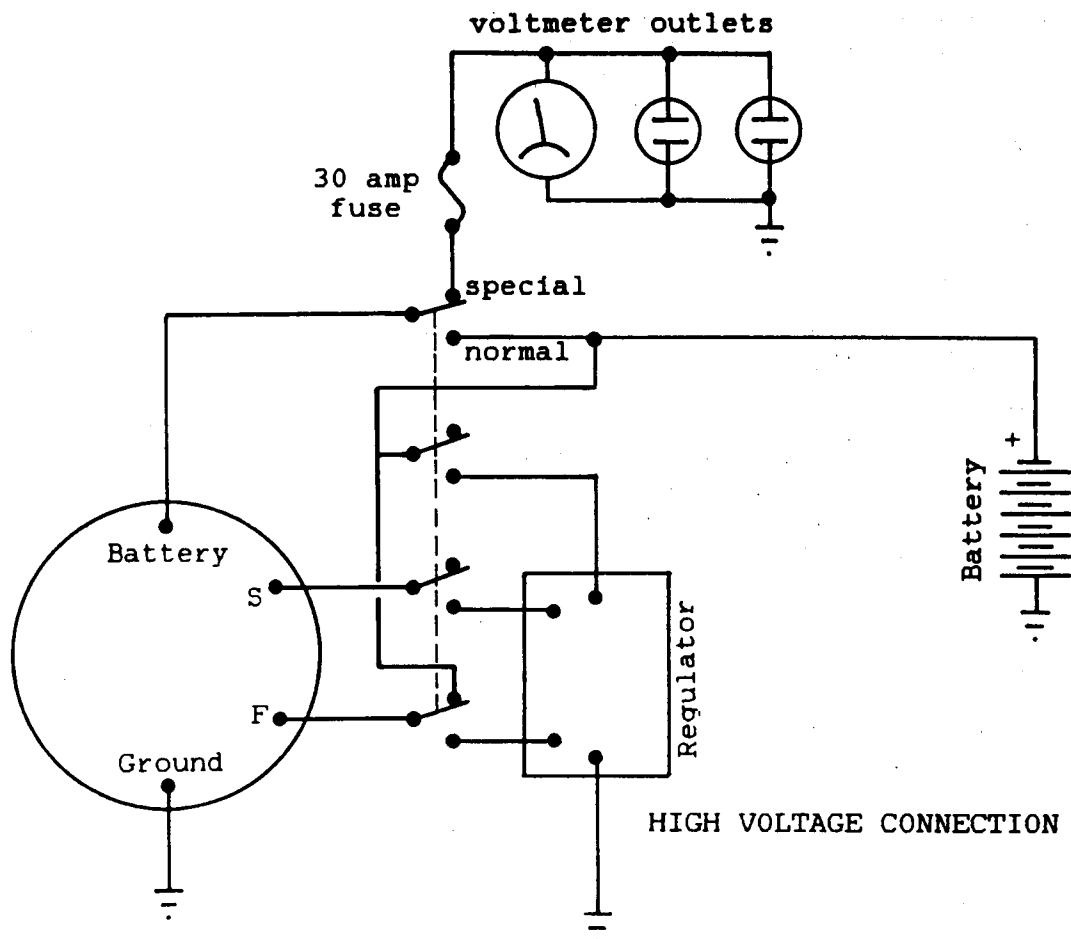 voltmeter outlets
30 amp
fuse
special
normal
+
Battery
Battery
S
F
Ground
Regulator
HIGH VOLTAGE CONNECTION